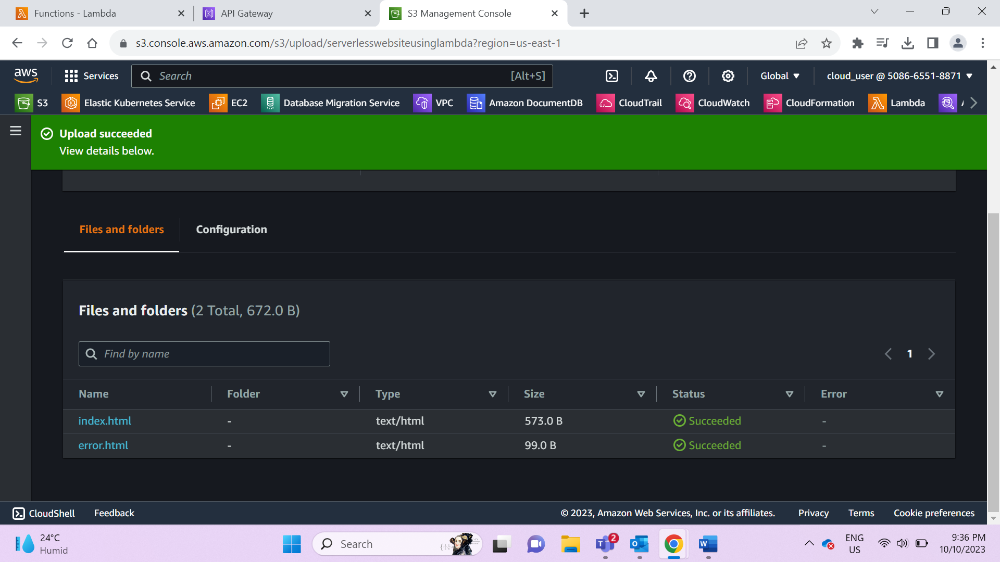 Functions - Lambda
API Gateway
S3 Management Console
s3.console.aws.amazon.com/s3/upload/serverlesswebsiteusinglambda?region=us-east-1
aws
Services
Search
[Alt+S]
Global
cloud_user @ 5086-6551-8871
S3
Elastic Kubernetes Service
EC2
Database Migration Service
VPC
Amazon DocumentDB
CloudTrail
CloudWatch
CloudFormation
Lambda
Upload succeeded
View details below.
Files and folders
Configuration
Files and folders (2 Total, 672.0 B)
Find by name
1
Name Folder Type Size Status Error
index.html - text/html 573.0 B Succeeded -
error.html - text/html 99.0 B Succeeded -
CloudShell
Feedback
© 2023, Amazon Web Services, Inc. or its affiliates.
Privacy
Terms
Cookie preferences
24°C
Humid
Search
2
ENG
US
9:36 PM
10/10/2023